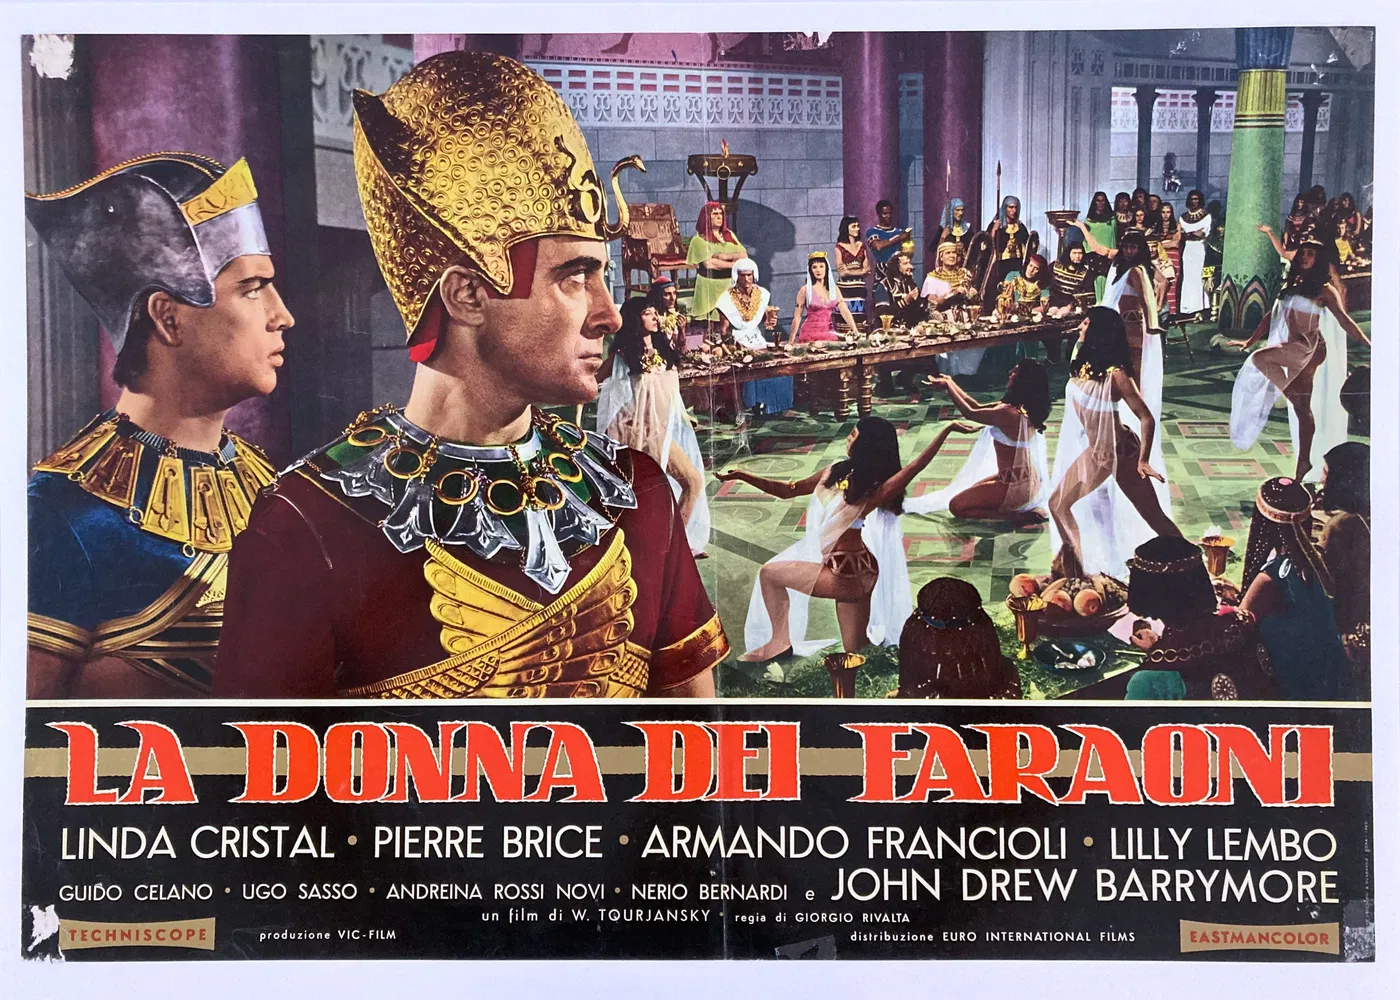 LA DONNA DEI FARAONI
LINDA CRISTAL • PIERRE BRICE • ARMANDO FRANCIOLI • LILLY LEMBO
GUIDO CELANO • UGO SASSO • ANDREINA ROSSI NOVI • NERIO BERNARDI e JOHN DREW BARRYMORE
un film di W. TOURJANSKY • regia di GIORGIO RIVALTA
TECHNISCOPE produzione VIC-FILM distribuzione EURO INTERNATIONAL FILMS EASTMANCOLOR